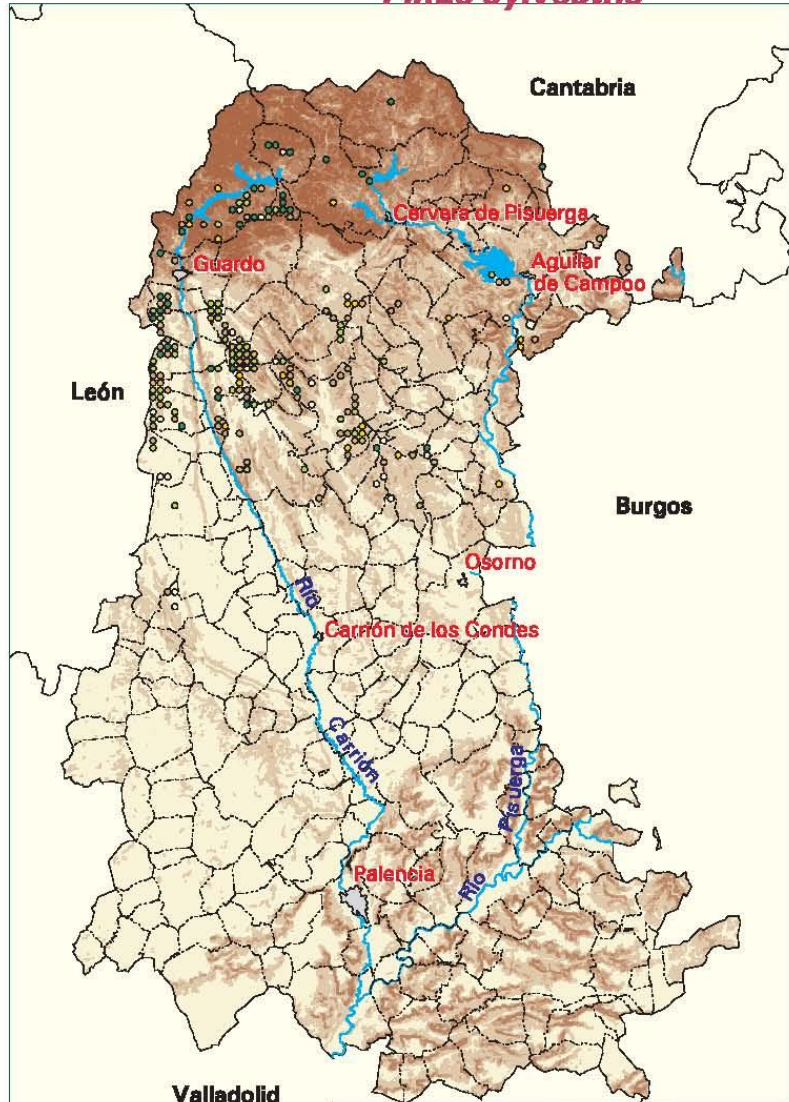 Cantabria
Cervera de Pisuerga
Guardo
Aguilar
de Campoo
León
Burgos
Osorno
Río
Carrión de los Condes
Carrión
Pisuerga
Palencia
Río
Valladolid